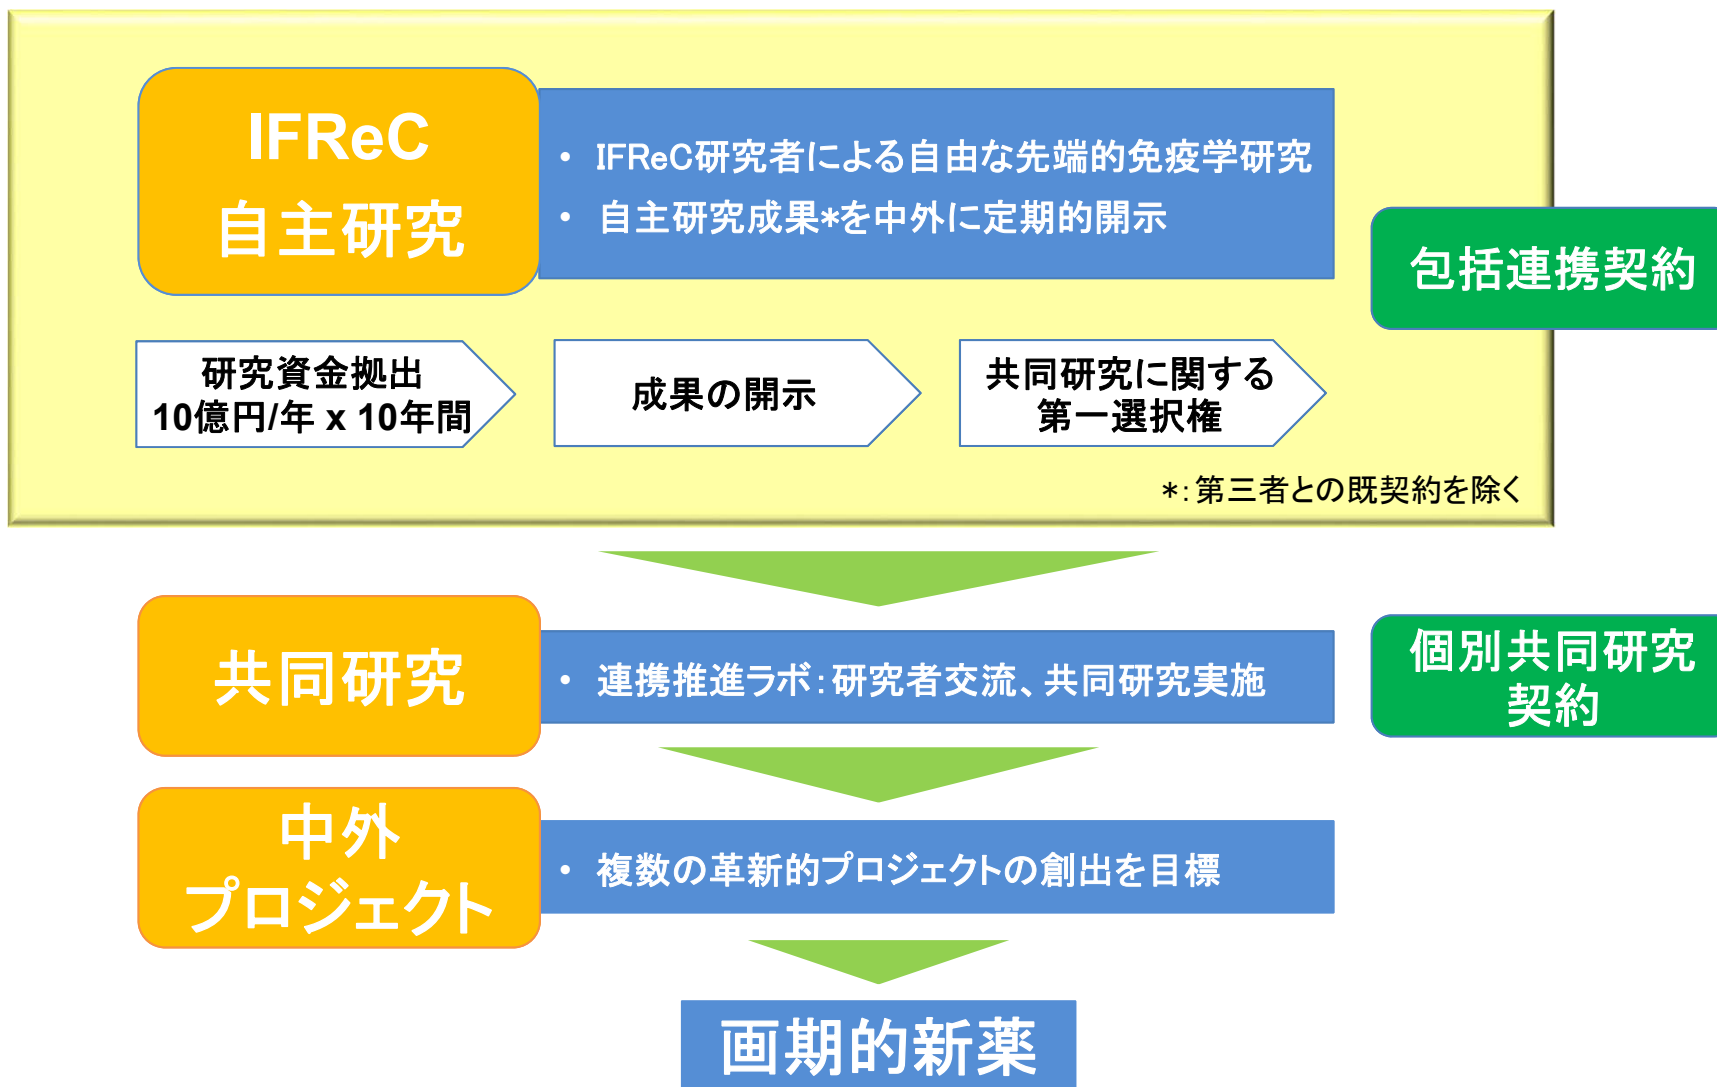 IFReC
自主研究
• IFReC研究者による自由な先端的免疫学研究
• 自主研究成果*を中外に定期的開示
包括連携契約
研究資金拠出
10億円/年 x 10年間
成果の開示
共同研究に関する
第一選択権
*：第三者との既契約を除く
共同研究
• 連携推進ラボ：研究者交流、共同研究実施
個別共同研究
契約
中外
プロジェクト
• 複数の革新的プロジェクトの創出を目標
画期的新薬